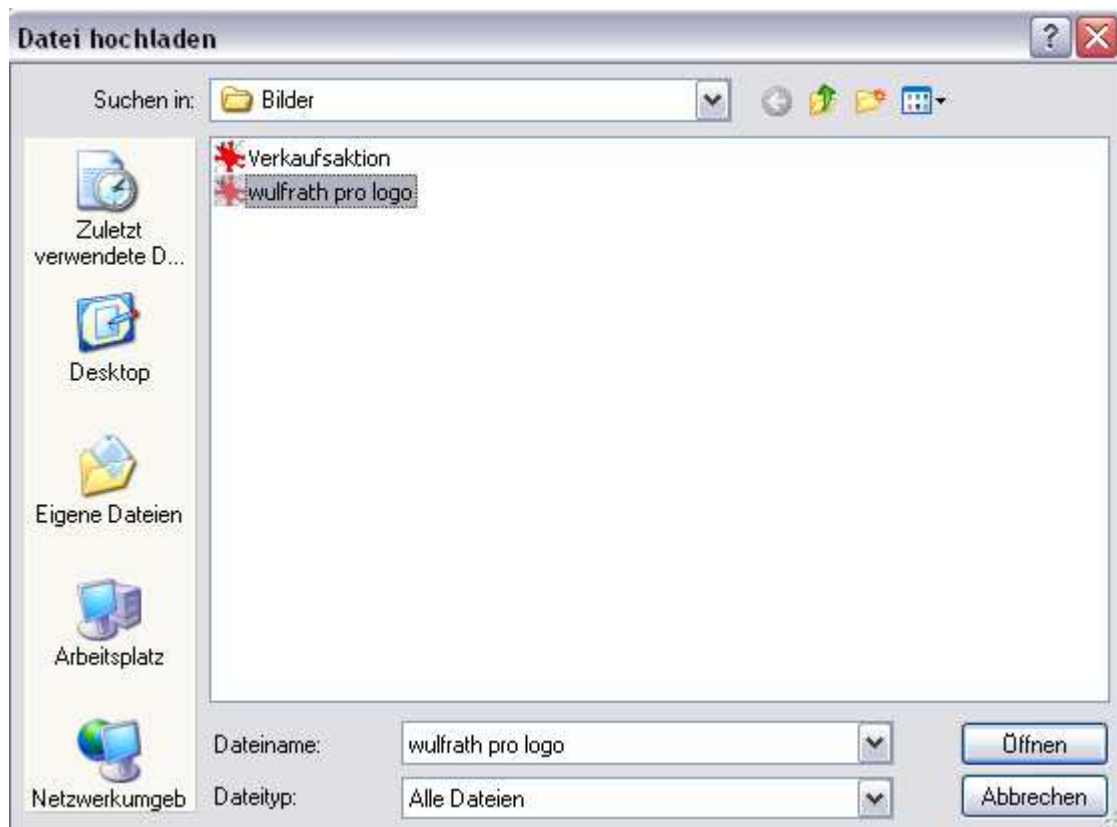 Datei hochladen
Suchen in:
Bilder
Verkaufsaktion
wulfrath pro logo
Zuletzt
verwendete D...
Desktop
Eigene Dateien
Arbeitsplatz
Netzwerkumgeb
Dateiname:
wulfrath pro logo
Öffnen
Dateityp:
Alle Dateien
Abbrechen